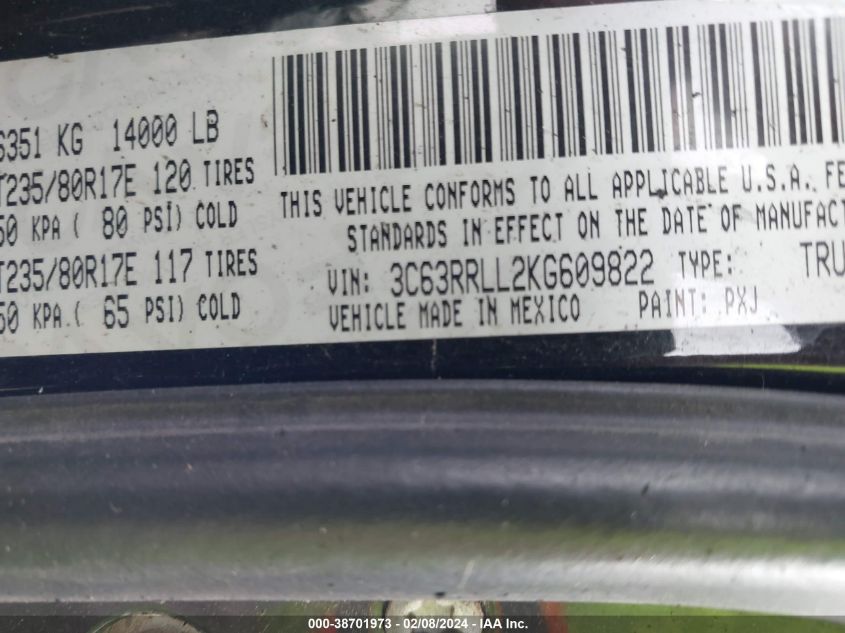 6351 KG 14000 LB
T235/80R17E 120 TIRES
50 KPA ( 80 PSI) COLD
T235/80R17E 117 TIRES
50 KPA ( 65 PSI) COLD
THIS VEHICLE CONFORMS TO ALL APPLICABLE U.S.A. FE
STANDARDS IN EFFECT ON THE DATE OF MANUFACT
VIN: 3C63RRLL2KG609822 TYPE: TRU
VEHICLE MADE IN MEXICO PAINT: PXJ
000-38701973 - 02/08/2024 - IAA Inc.